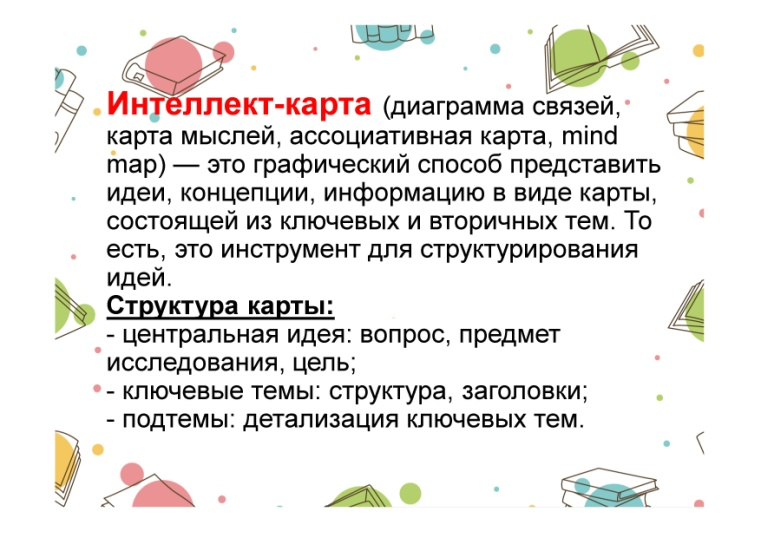 Интеллект-карта (диаграмма связей,
карта мыслей, ассоциативная карта, mind
map) — это графический способ представить
идеи, концепции, информацию в виде карты,
состоящей из ключевых и вторичных тем. То
есть, это инструмент для структурирования
идей.
Структура карты:
- центральная идея: вопрос, предмет
исследования, цель;
- ключевые темы: структура, заголовки;
- подтемы: детализация ключевых тем.